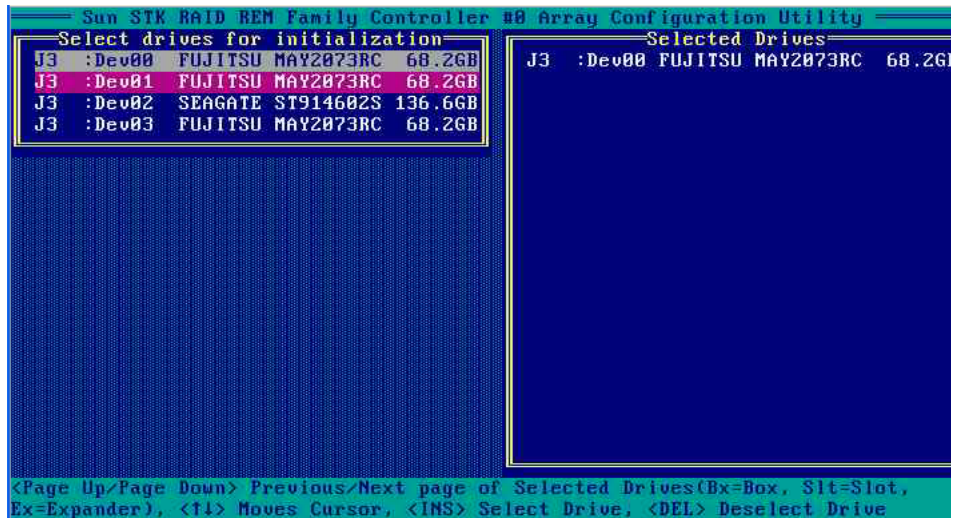 Sun STK RAID REM Family Controller #0 Array Configuration Utility
Select drives for initialization
J3 :Dev00 FUJITSU MAY2073RC 68.2GB
J3 :Dev01 FUJITSU MAY2073RC 68.2GB
J3 :Dev02 SEAGATE ST914602S 136.6GB
J3 :Dev03 FUJITSU MAY2073RC 68.2GB
Selected Drives
J3 :Dev00 FUJITSU MAY2073RC 68.2G
<Page Up/Page Down> Previous/Next page of Selected Drives(Bx=Box, Slt=Slot,
Ex=Expander), <↑↓> Moves Cursor, <INS> Select Drive, <DEL> Deselect Drive